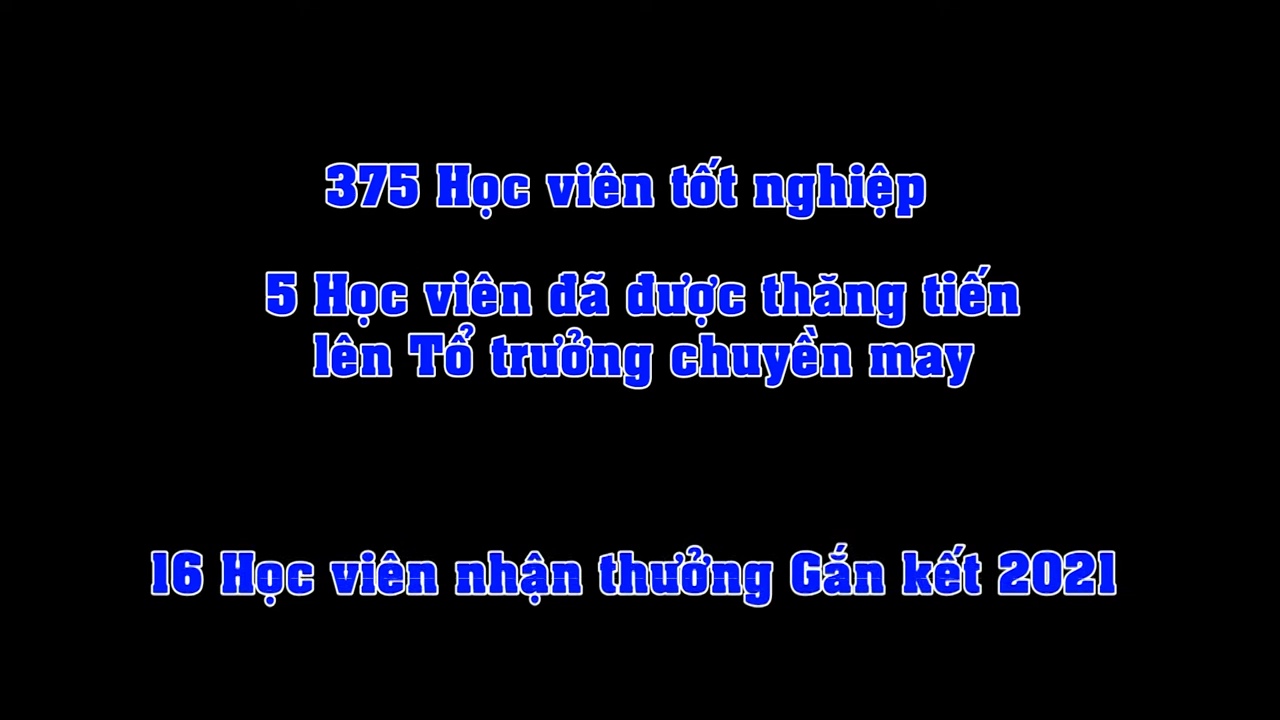 375 Học viên tốt nghiệp
5 Học viên đã được thăng tiến
lên Tổ trưởng chuyền may
16 Học viên nhận thưởng Gắn kết 2021